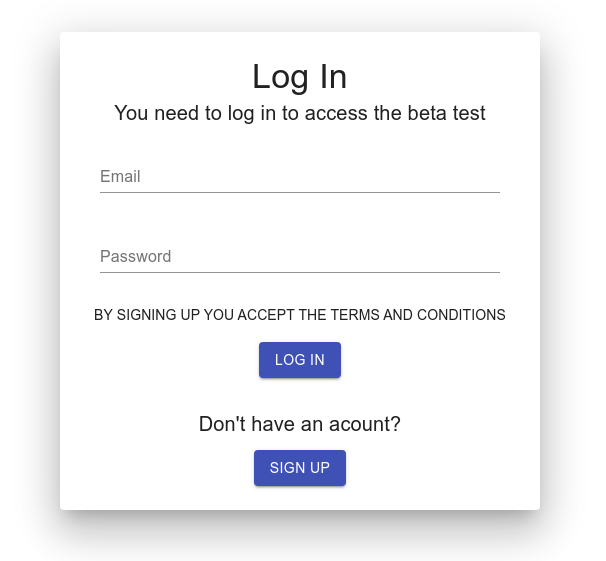 Log In
You need to log in to access the beta test
Email
Password
BY SIGNING UP YOU ACCEPT THE TERMS AND CONDITIONS
LOG IN
Don't have an acount?
SIGN UP